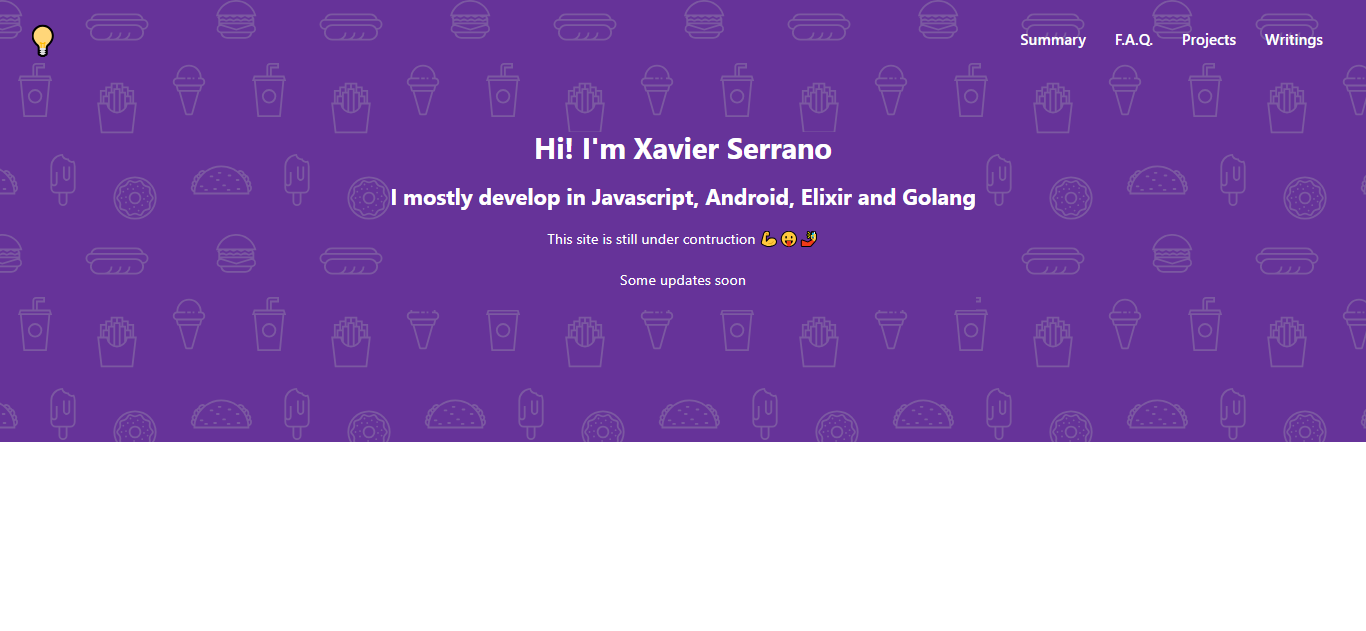 Summary F.A.Q. Projects Writings
Hi! I'm Xavier Serrano
I mostly develop in Javascript, Android, Elixir and Golang
This site is still under contruction 💪😛🤳
Some updates soon